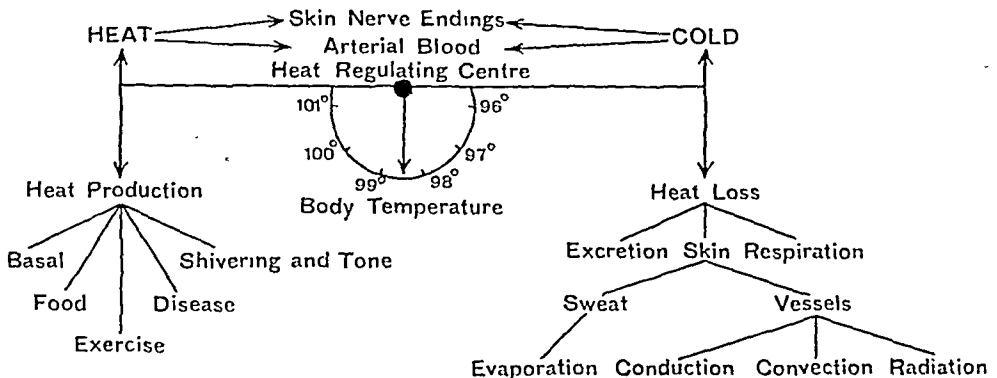 HEAT Skin Nerve Endings COLD
Arterial Blood
Heat Regulating Centre
101° 96°
100° 97°
99° 98°
Body Temperature
Heat Production Heat Loss
Basal Shivering and Tone Excretion Skin Respiration
Food Disease Sweat Vessels
Exercise
Evaporation Conduction Convection Radiation